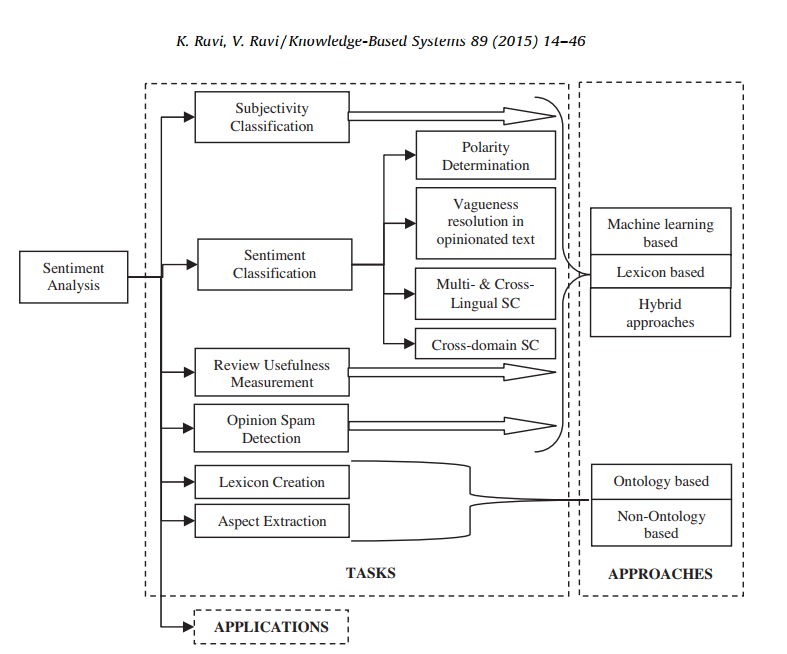 K. Ravi, V. Ravi/Knowledge-Based Systems 89 (2015) 14–46
Subjectivity
Classification
Polarity
Determination
Vagueness
resolution in
opinionated text
Sentiment
Analysis
Sentiment
Classification
Multi- & Cross-
Lingual SC
Cross-domain SC
Machine learning
based
Lexicon based
Hybrid
approaches
Review Usefulness
Measurement
Opinion Spam
Detection
Lexicon Creation
Aspect Extraction
Ontology based
Non-Ontology
based
TASKS
APPROACHES
APPLICATIONS